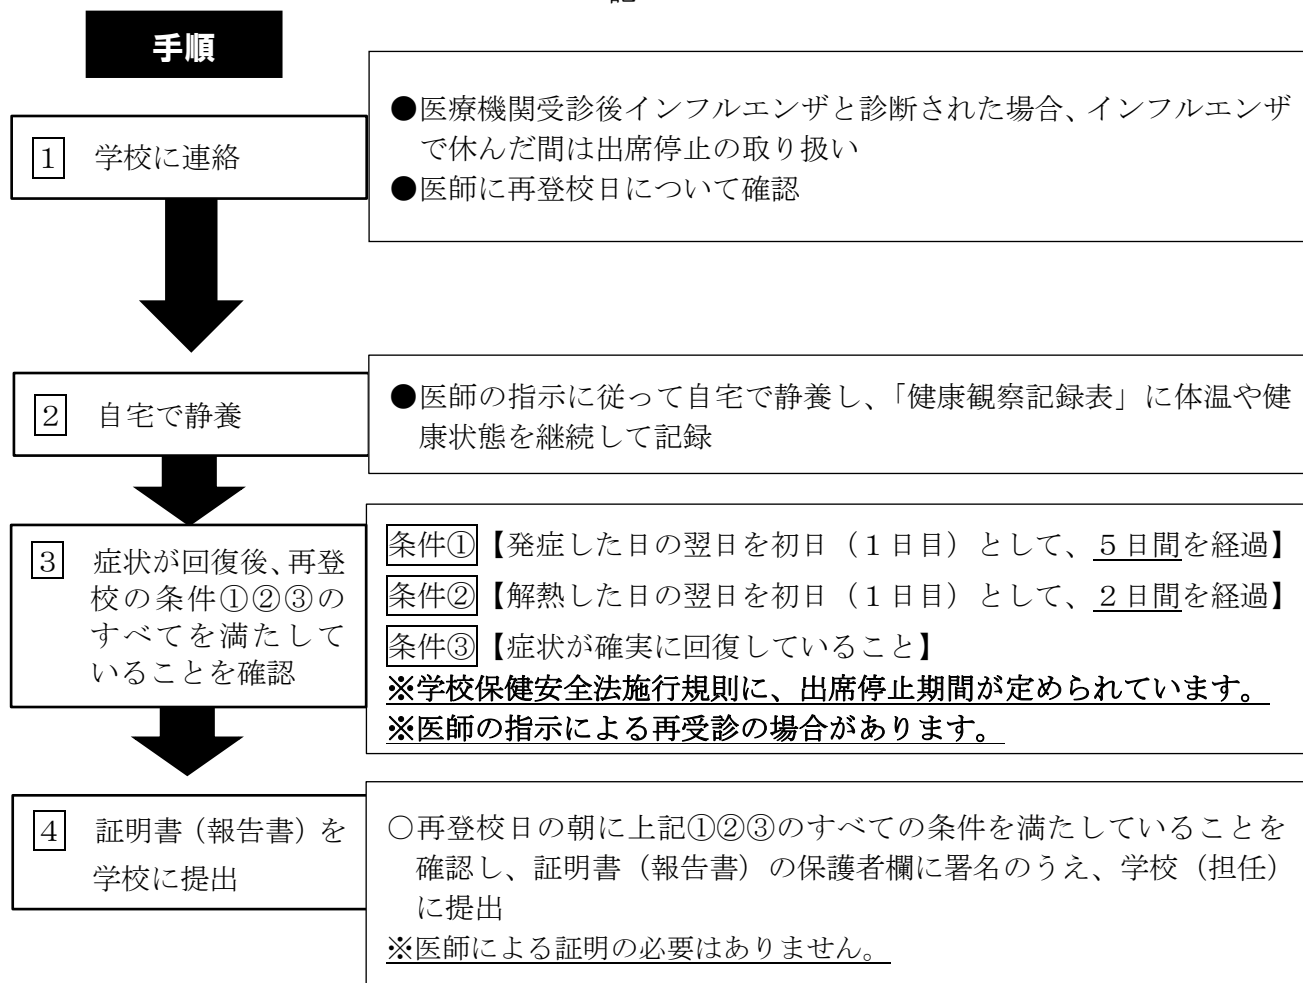 記
手順
1 学校に連絡
●医療機関受診後インフルエンザと診断された場合、インフルエンザ
で休んだ間は出席停止の取り扱い
●医師に再登校日について確認
2 自宅で静養
●医師の指示に従って自宅で静養し、「健康観察記録表」に体温や健
康状態を継続して記録
3 症状が回復後、再登
校の条件①②③の
すべてを満たして
いることを確認
条件①【発症した日の翌日を初日（１日目）として、５日間を経過】
条件②【解熱した日の翌日を初日（１日目）として、２日間を経過】
条件③【症状が確実に回復していること】
※学校保健安全法施行規則に、出席停止期間が定められています。
※医師の指示による再受診の場合があります。
4 証明書（報告書）を
学校に提出
○再登校日の朝に上記①②③のすべての条件を満たしていることを
確認し、証明書（報告書）の保護者欄に署名のうえ、学校（担任）
に提出
※医師による証明の必要はありません。